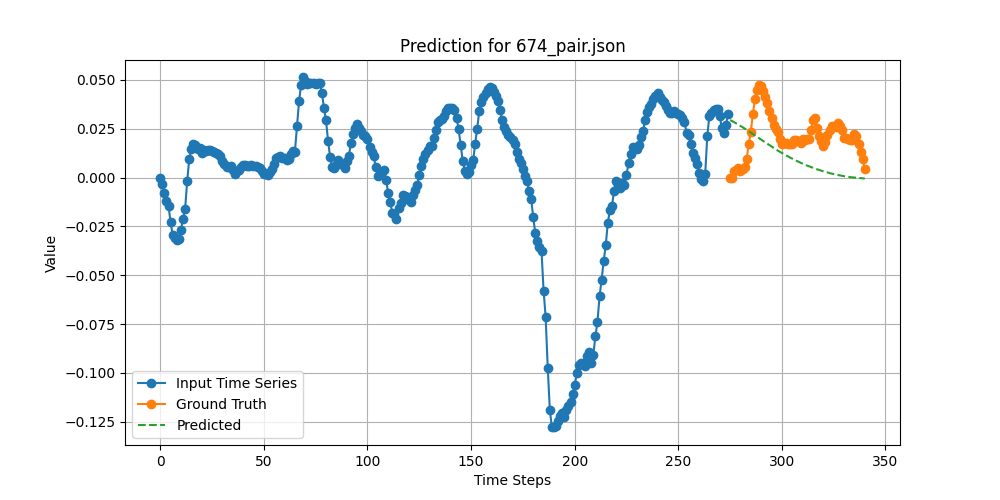 Prediction for 674_pair.json
Value
0.050
0.025
0.000
−0.025
−0.050
−0.075
−0.100
−0.125
Input Time Series
Ground Truth
Predicted
0 50 100 150 200 250 300 350
Time Steps